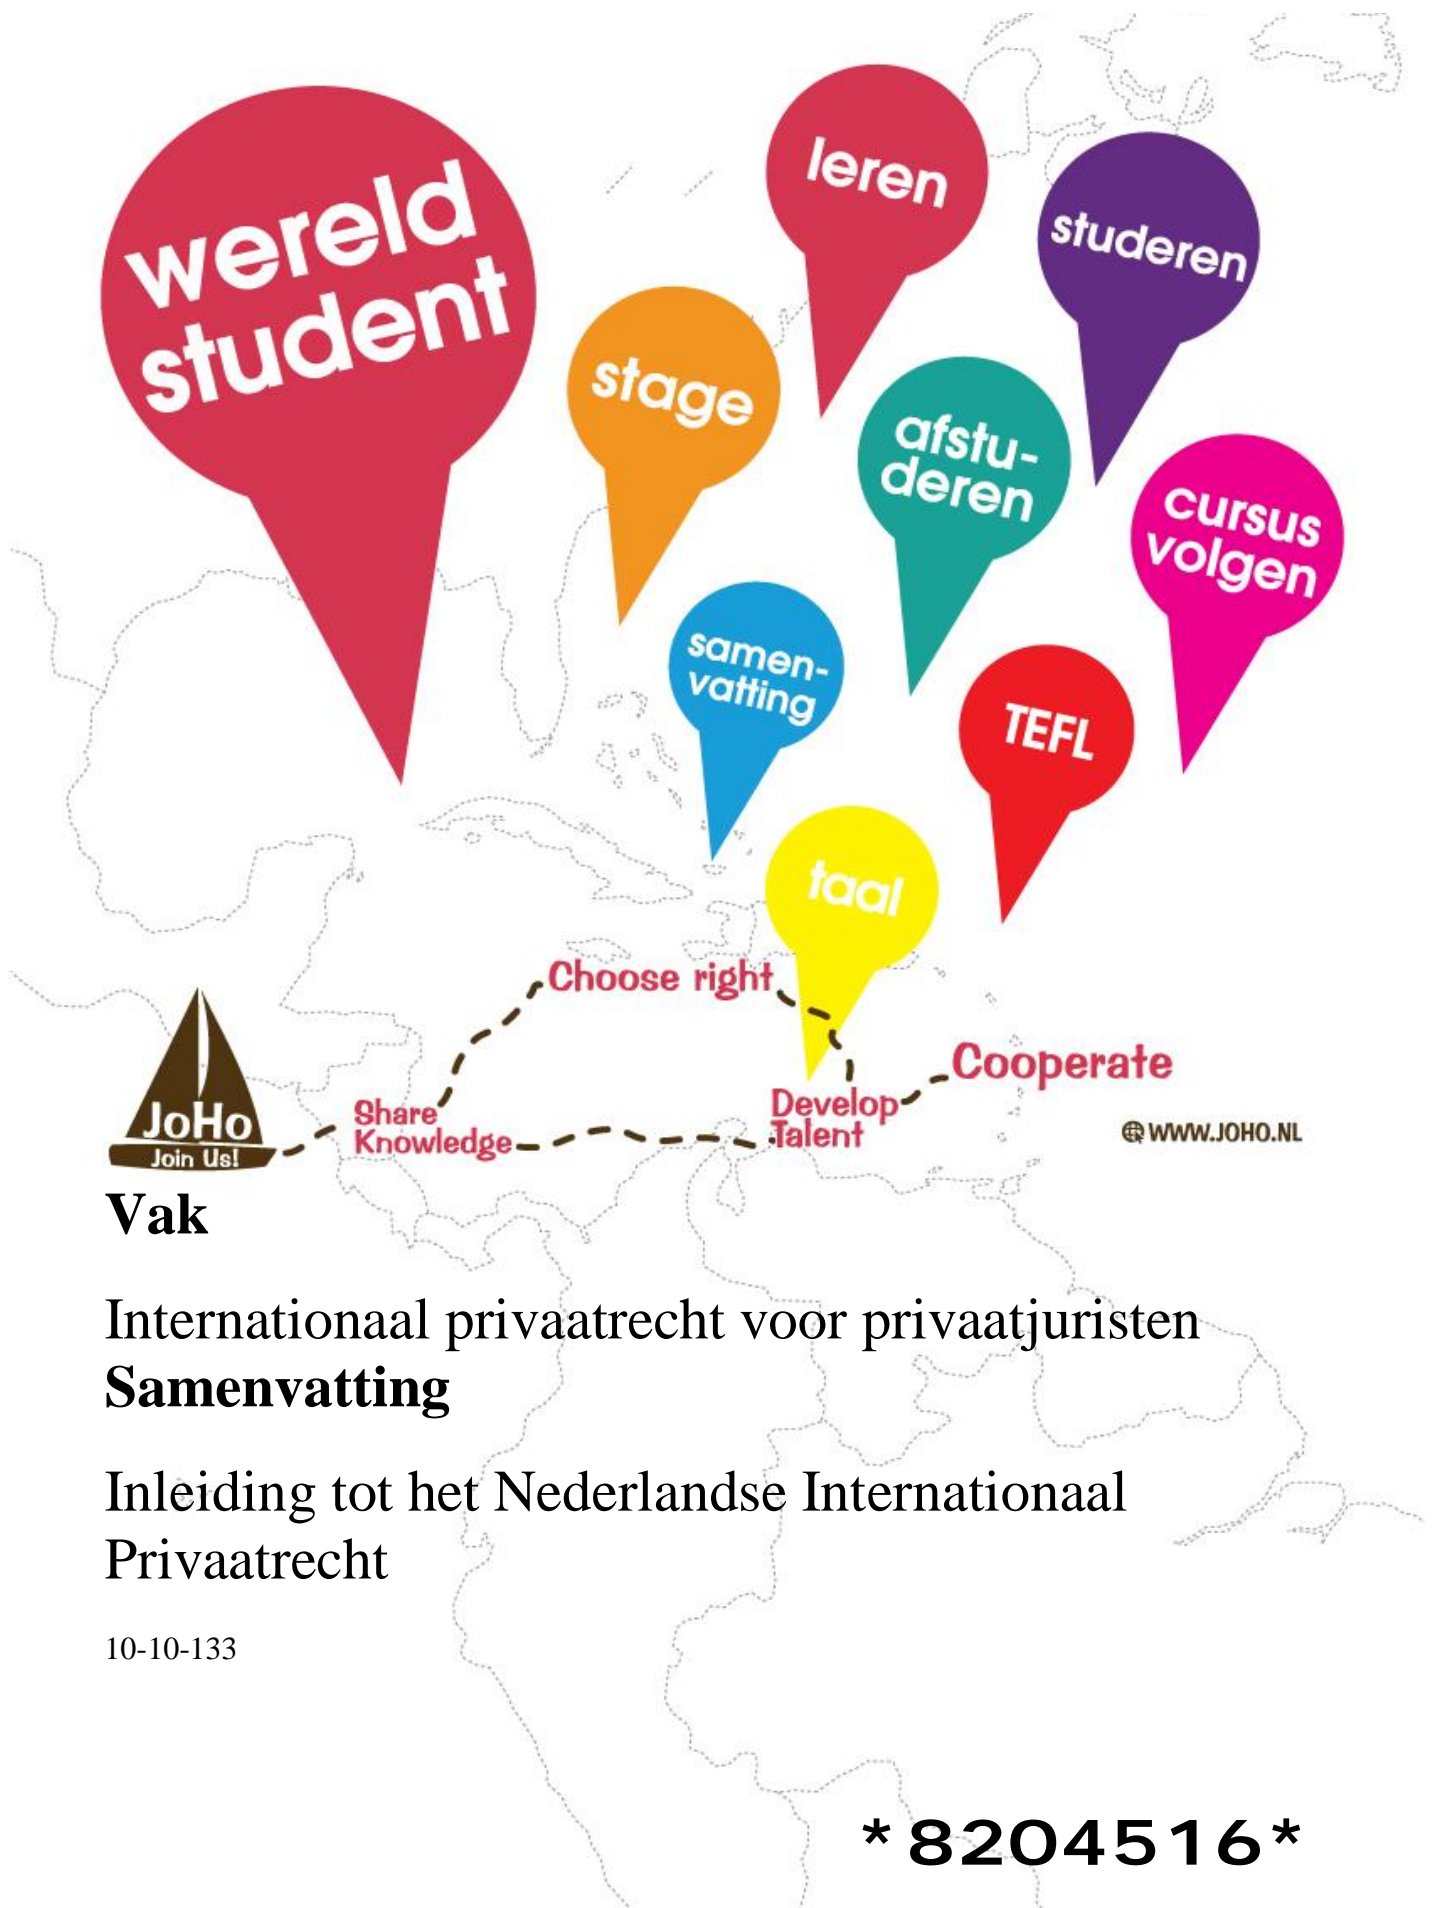 wereld
student
leren
studeren
stage
afstu-
deren
cursus
volgen
samen-
vatting
TEFL
taal
Choose right
Cooperate
JoHo
Join Us!
Share
Knowledge
Develop
Talent
WWW.JOHO.NL
Vak
Internationaal privaatrecht voor privaatjuristen
Samenvatting
Inleiding tot het Nederlandse Internationaal
Privaatrecht
10-10-133
*8204516*